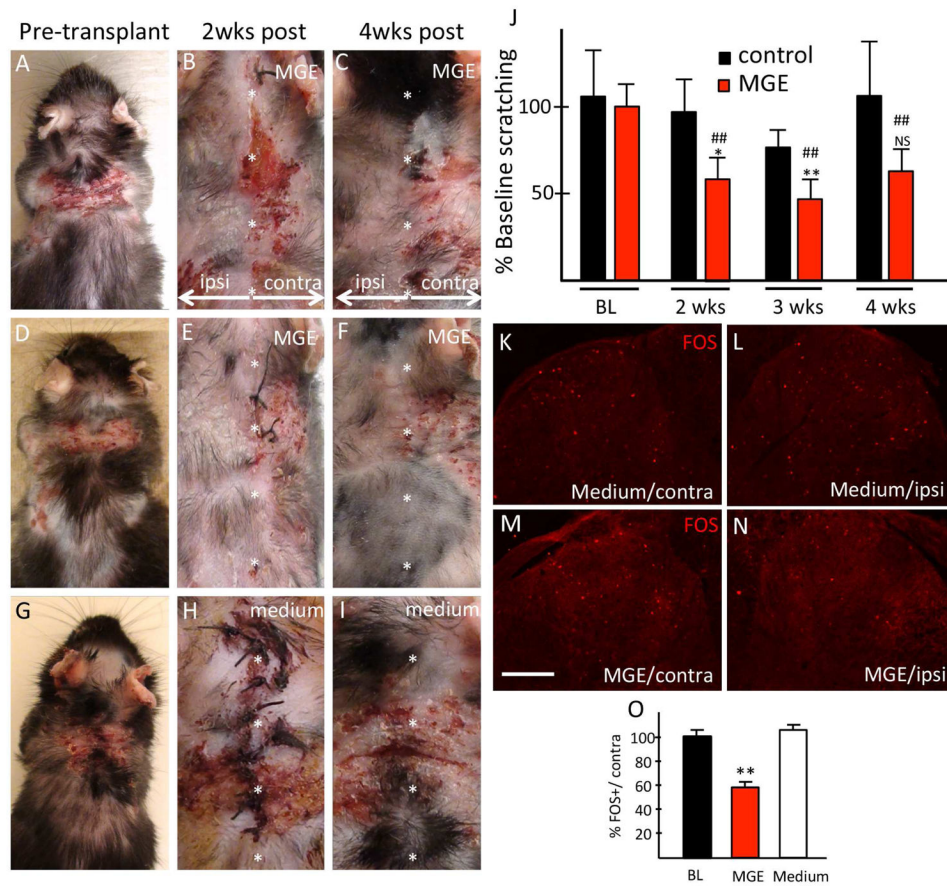 Pre-transplant 2wks post 4wks post
A
B
MGE
*
*
*
*
ipsi contra
C
MGE
*
*
*
*
ipsi contra
D
E
MGE
*
*
*
*
F
MGE
*
*
*
*
G
H
medium
*
*
*
*
I
medium
*
*
*
*
J
% Baseline scratching
control
MGE
100
50
##
*
##
**
##
NS
BL 2 wks 3 wks 4 wks
K
FOS
Medium/contra
L
Medium/ipsi
M
FOS
MGE/contra
N
MGE/ipsi
O
% FOS+/ contra
100
80
60
40
20
**
BL MGE Medium